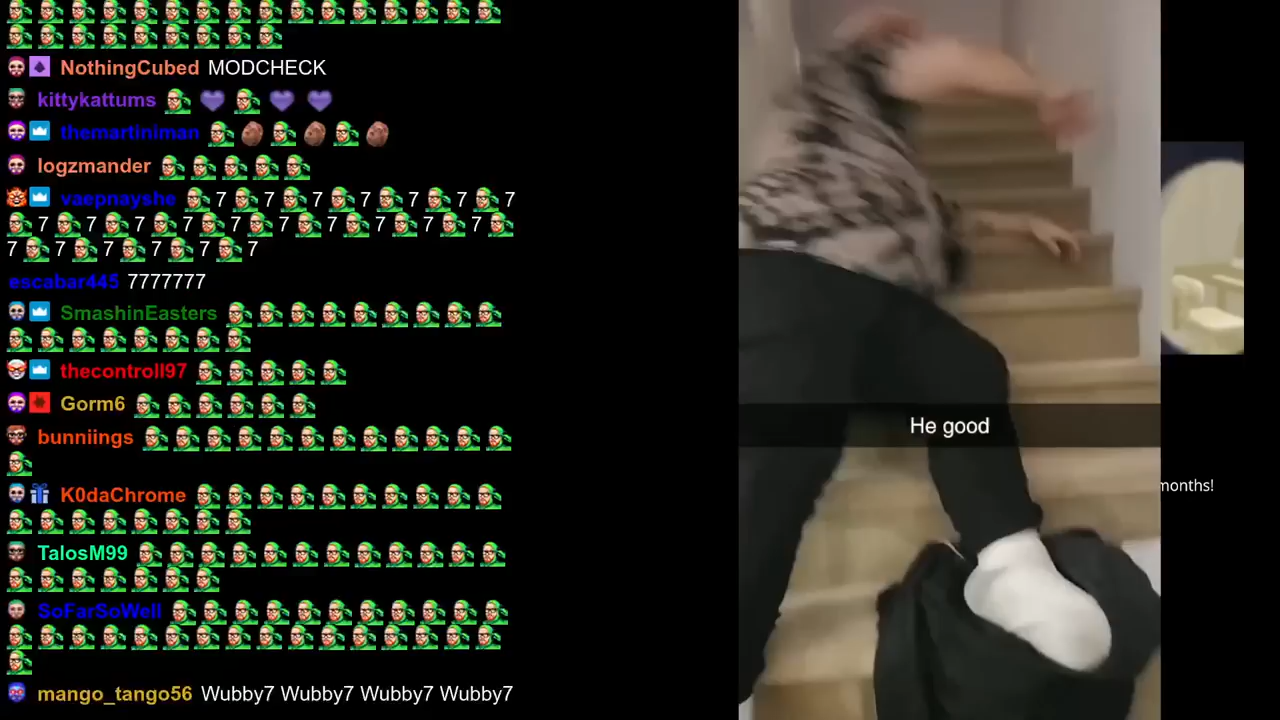 NothingCubed MODCHECK
kittykattums
themartiniman
logzmander
vaepnayshe 7 7 7 7 7 7 7
7 7 7 7 7 7 7 7 7 7
7 7 7 7 7 7
escabar445 7777777
SmashinEasters
thecontroll97
Gorm6
bunniings
K0daChrome
TalosM99
SoFarSoWell
mango_tango56 Wubby7 Wubby7 Wubby7 Wubby7
He good
months!